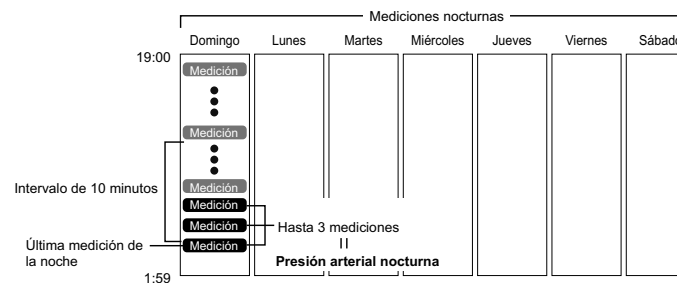 Mediciones nocturnas
Domingo Lunes Martes Miércoles Jueves Viernes Sábado
19:00
Medición
Medición
Intervalo de 10 minutos
Medición
Medición
Medición Hasta 3 mediciones
Última medición de
la noche
Medición
Presión arterial nocturna
1:59